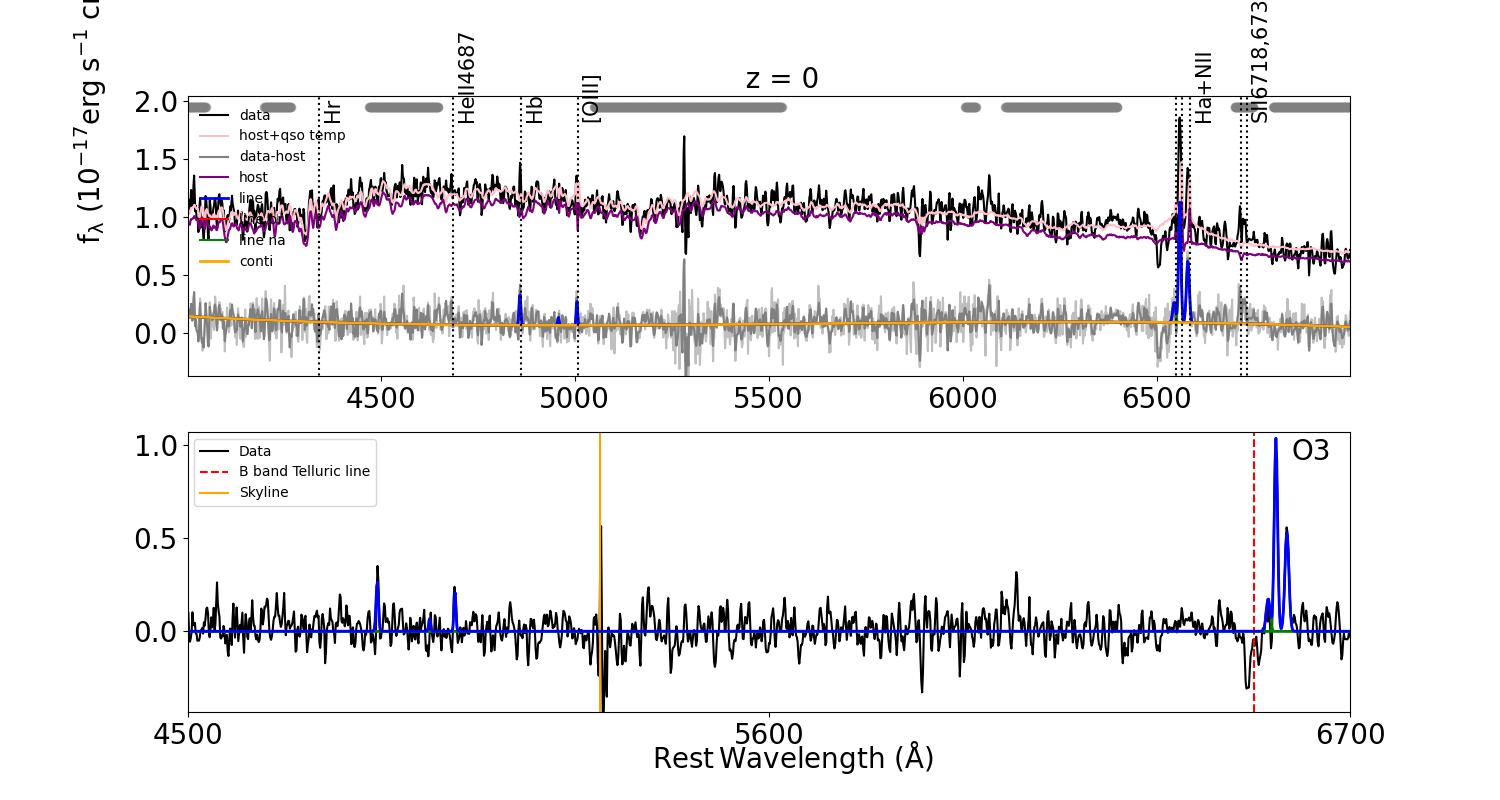 z = 0
Hr
HeII4687
Hb
[OIII]
Ha+NII
SII6718,673
f_λ (10^{-17} erg s^{-1} c
2.0
1.5
1.0
0.5
0.0
data
host+qso temp
data-host
host
line
line na
conti
4500
5000
5500
6000
6500
1.0
0.5
0.0
Data
B band Telluric line
Skyline
O3
4500
5600
6700
Rest Wavelength (Å)